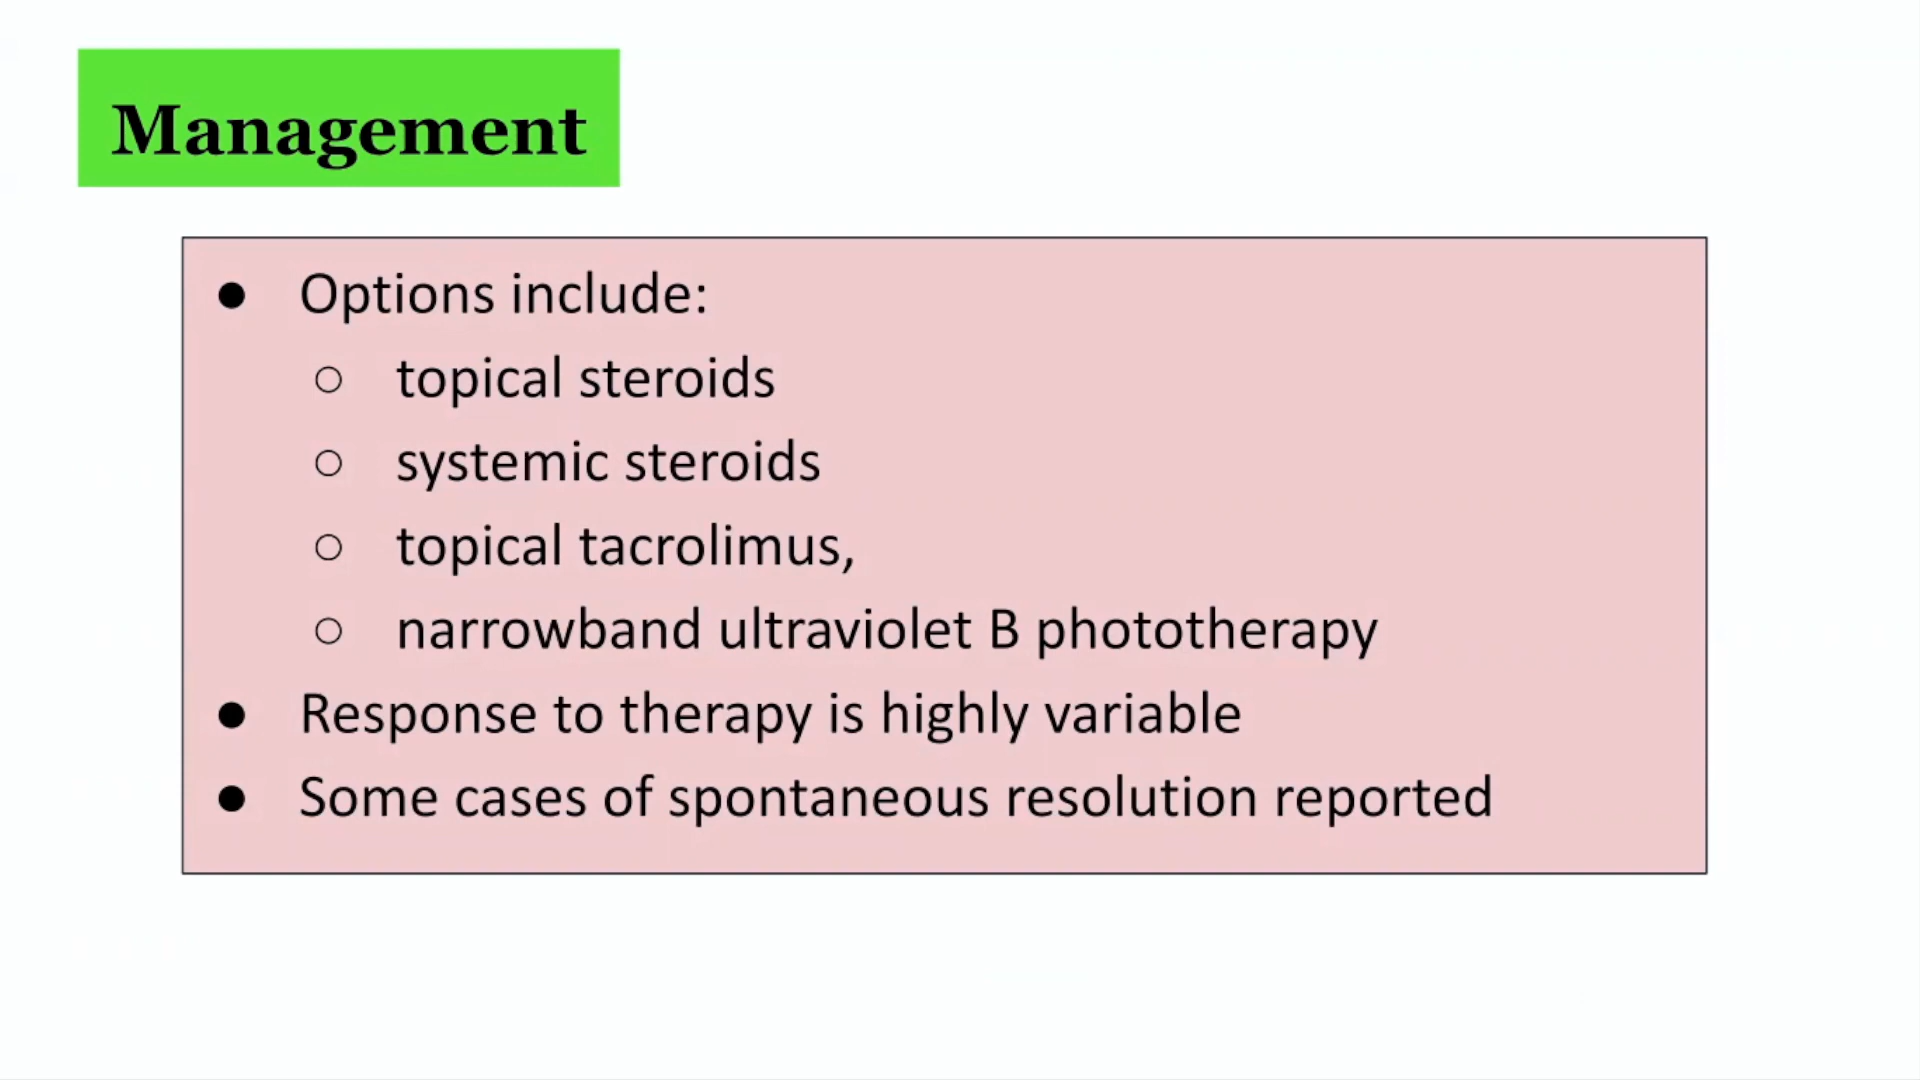 Management
● Options include:
○ topical steroids
○ systemic steroids
○ topical tacrolimus,
○ narrowband ultraviolet B phototherapy
● Response to therapy is highly variable
● Some cases of spontaneous resolution reported